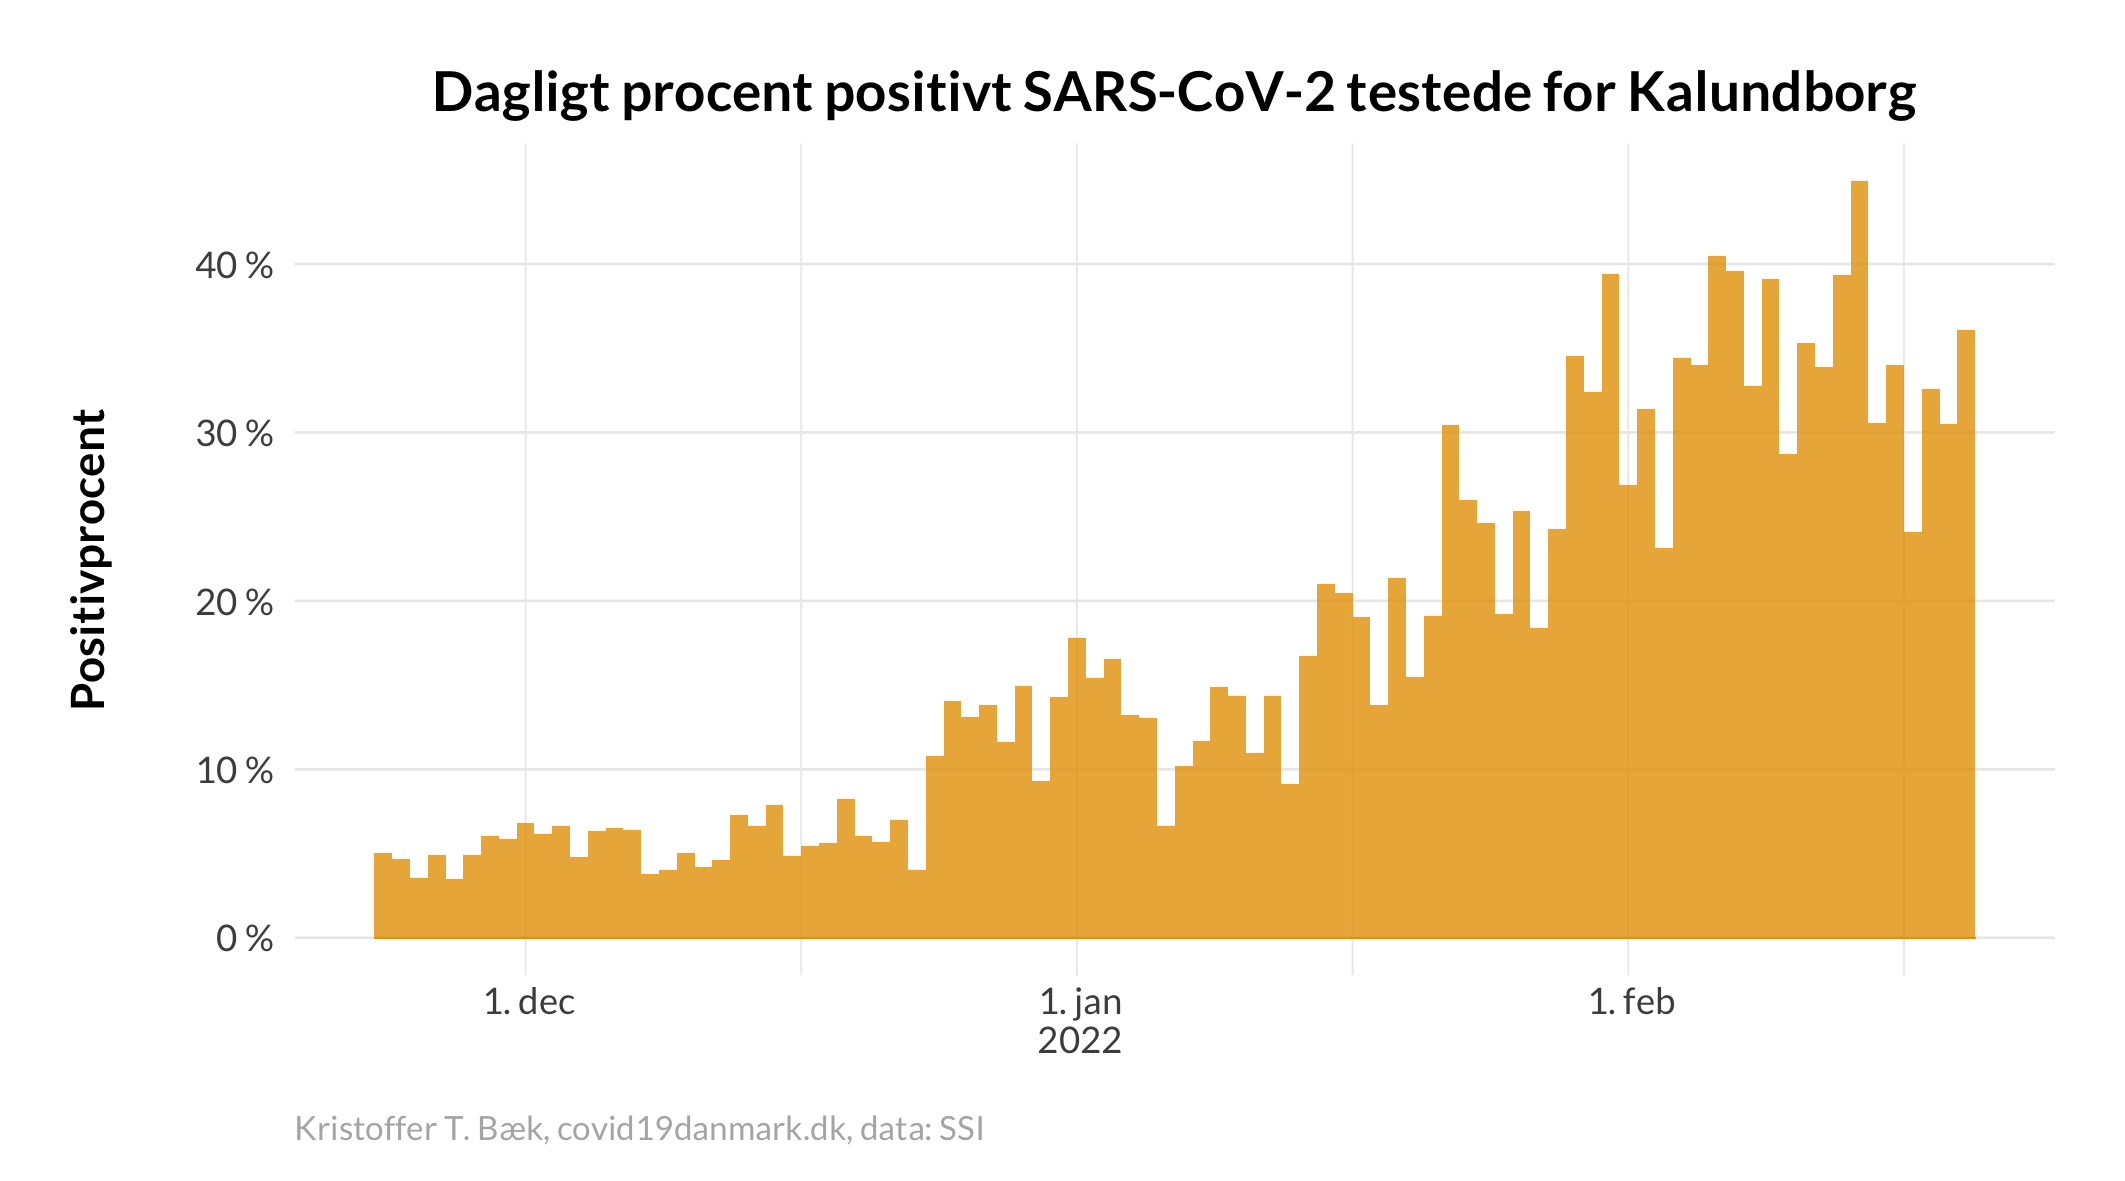 Dagligt procent positivt SARS-CoV-2 testede for Kalundborg
Positivprocent
40 %
30 %
20 %
10 %
0 %
1. dec
1. jan
2022
1. feb
Kristoffer T. Bæk, covid19danmark.dk, data: SSI